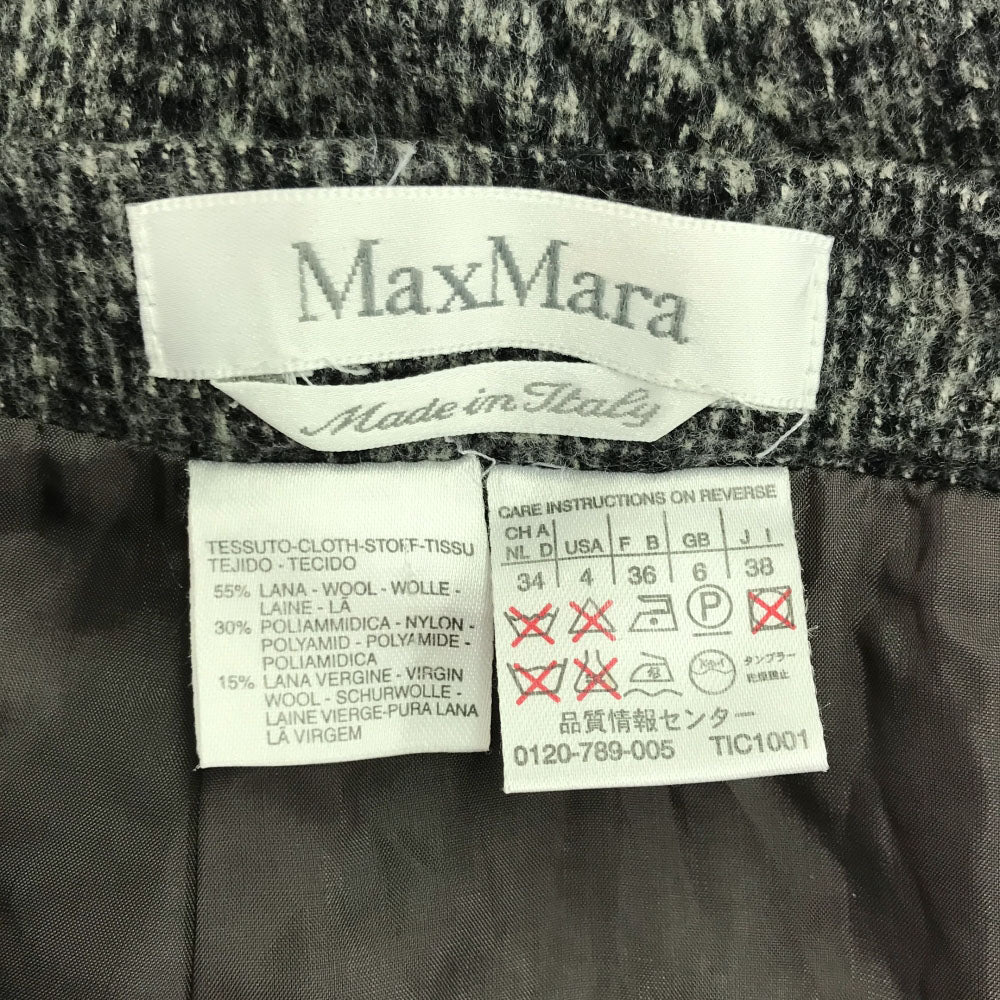 MaxMara
Made in Italy
TESSUTO-CLOTH-STOFF-TISSU
TEJIDO - TECIDO
55% LANA - WOOL - WOLLE -
LAINE - LÃ
30% POLIAMMIDICA - NYLON -
POLYAMID - POLYAMIDE -
POLIAMIDICA
15% LANA VERGINE - VIRGIN
WOOL - SCHURWOLLE -
LAINE VIERGE-PURA LANA
LÃ VIRGEM
CARE INSTRUCTIONS ON REVERSE
CH A
NL D USA F B GB J I
34 4 36 6 38
P
ドライ タンブラー
乾燥禁止
品質情報センター
0120-789-005 TIC1001